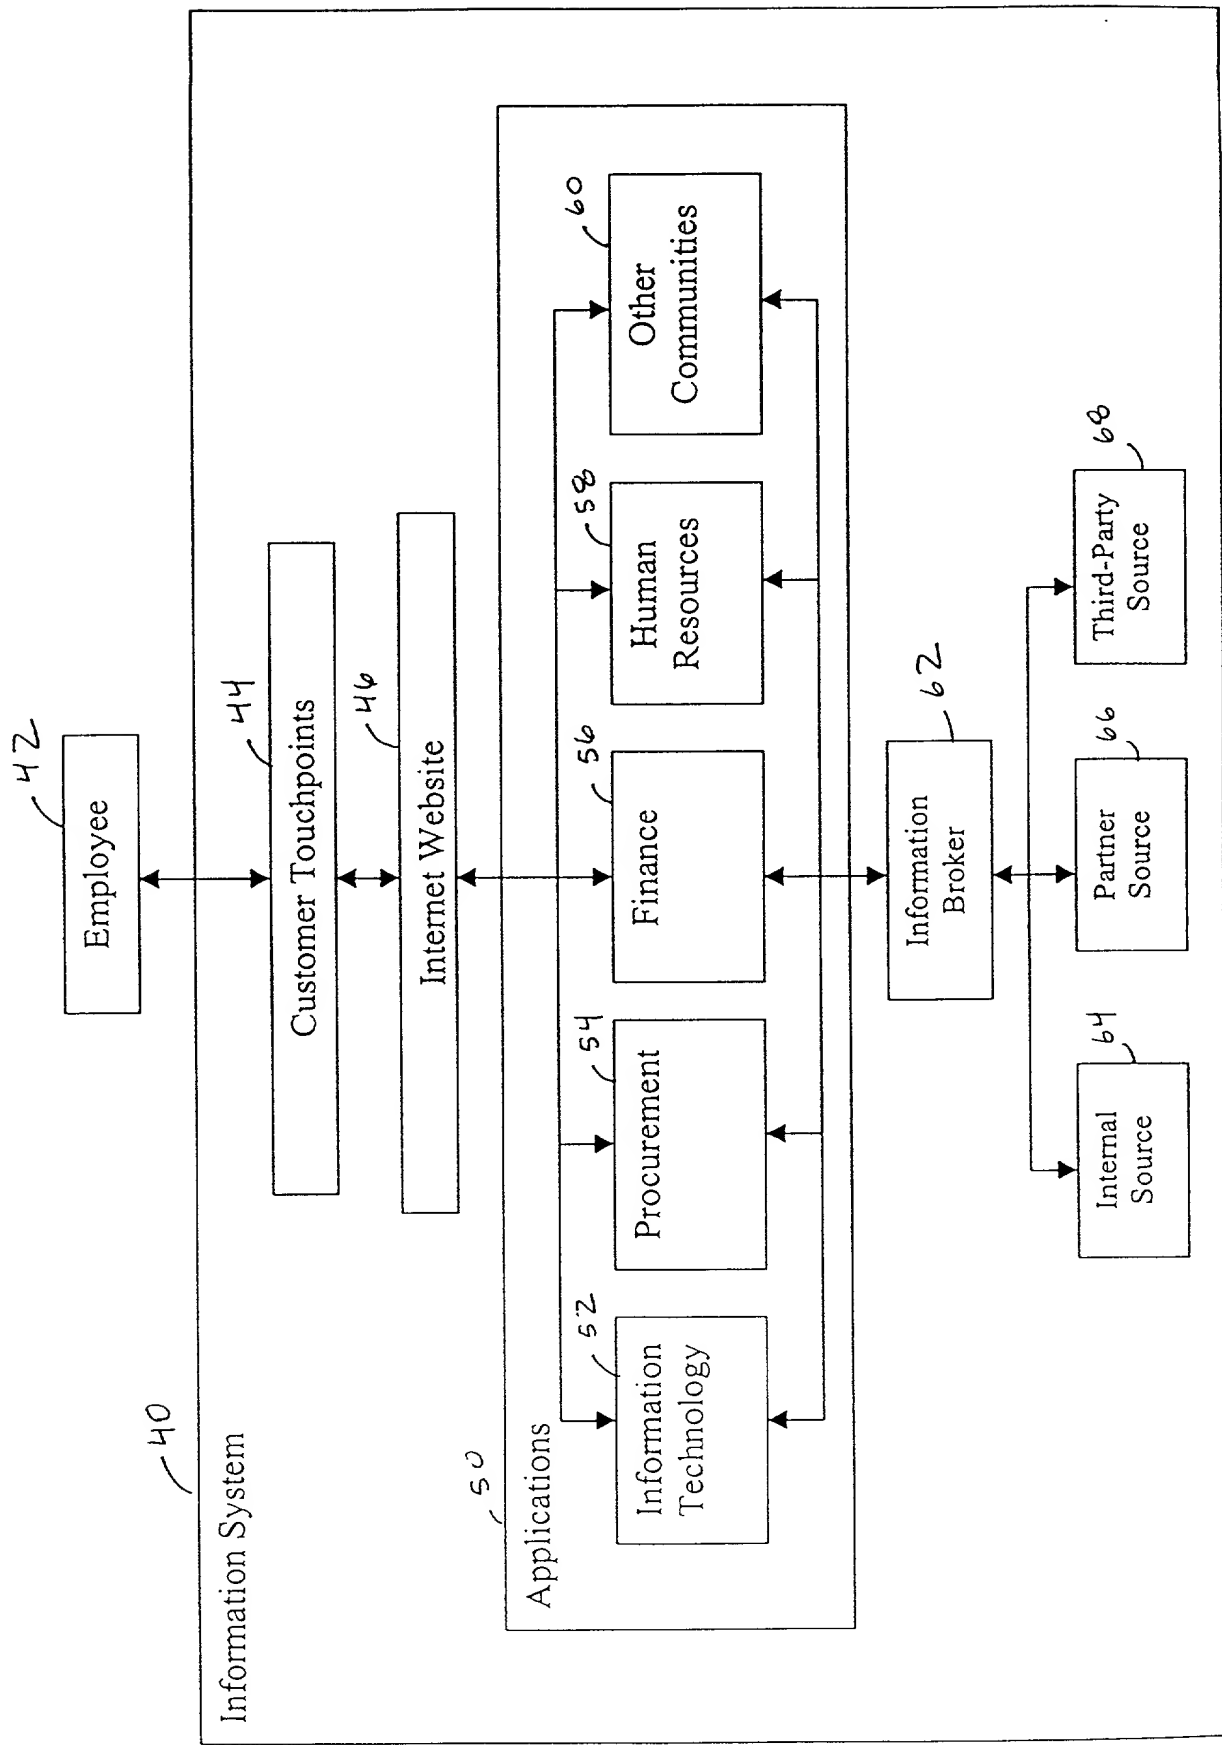 42
Employee
40
Information System
44
Customer Touchpoints
46
Internet Website
50
Applications
52
Information
Technology
54
Procurement
56
Finance
58
Human
Resources
60
Other
Communities
62
Information
Broker
64
Internal
Source
66
Partner
Source
68
Third-Party
Source